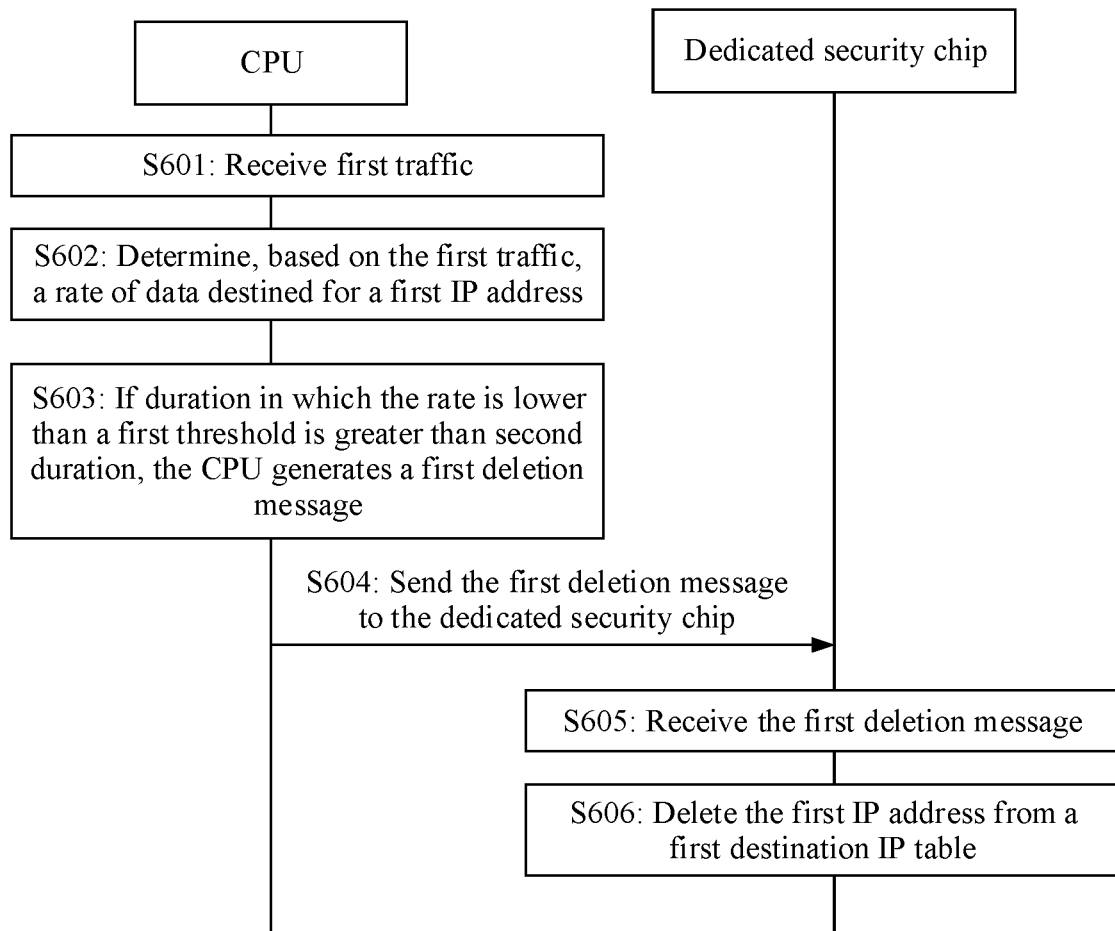 CPU
Dedicated security chip
S601: Receive first traffic
S602: Determine, based on the first traffic,
a rate of data destined for a first IP address
S603: If duration in which the rate is lower
than a first threshold is greater than second
duration, the CPU generates a first deletion
message
S604: Send the first deletion message
to the dedicated security chip
S605: Receive the first deletion message
S606: Delete the first IP address from a
first destination IP table